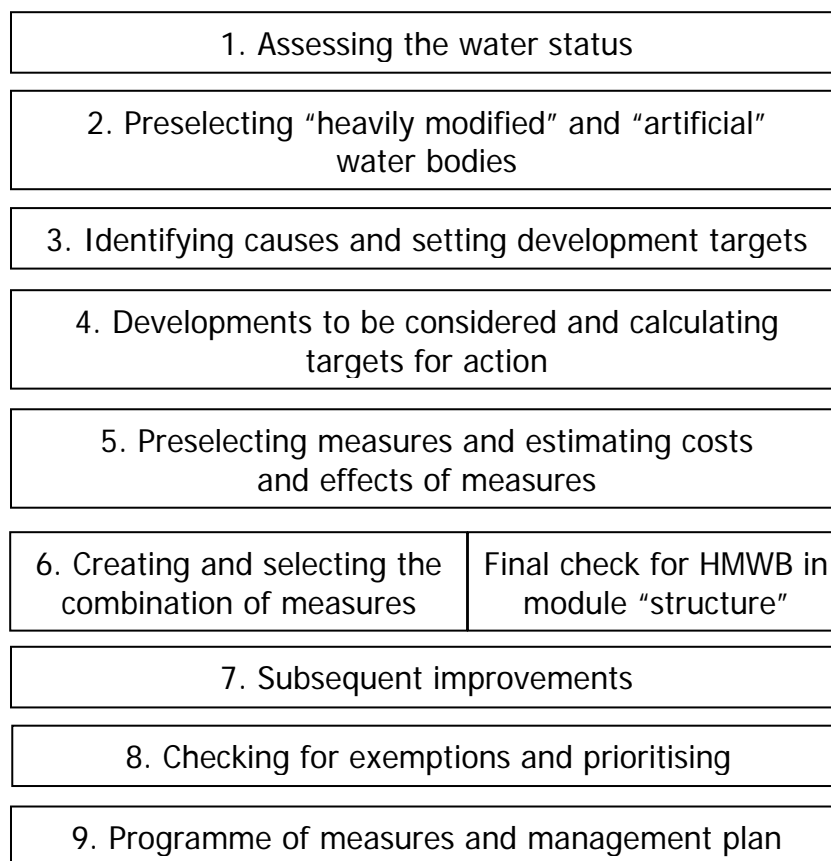 1. Assessing the water status
2. Preselecting “heavily modified” and “artificial”
water bodies
3. Identifying causes and setting development targets
4. Developments to be considered and calculating
targets for action
5. Preselecting measures and estimating costs
and effects of measures
6. Creating and selecting the
combination of measures
Final check for HMWB in
module “structure”
7. Subsequent improvements
8. Checking for exemptions and prioritising
9. Programme of measures and management plan